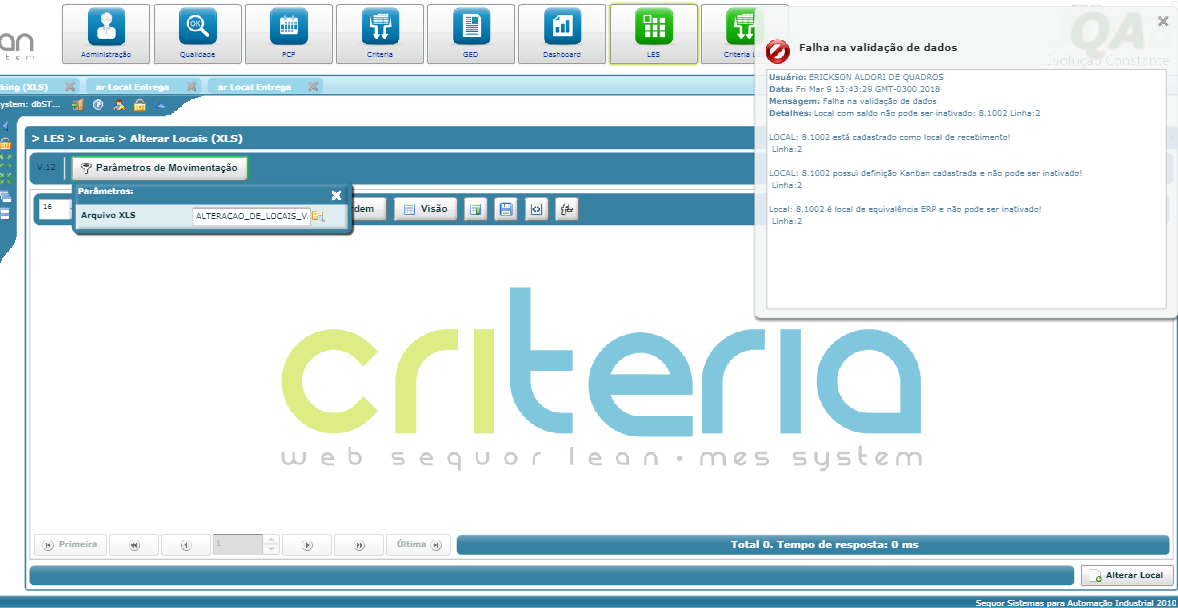 Administração
Qualidade
PCP
Criteria
GED
Dashboard
LES
Criteria L
QA
Evolução Constante
Falha na validação de dados
Usuário: ERICKSON ALDORI DE QUADROS
Data: Fri Mar 9 13:43:29 GMT-0300 2018
Mensagem: Falha na validação de dados
Detalhes: Local com saldo não pode ser inativado: 8.1002 Linha:2
LOCAL: 8.1002 está cadastrado como local de recebimento!
Linha:2
LOCAL: 8.1002 possui definição Kanban cadastrada e não pode ser inativado!
Linha:2
Local: 8.1002 é local de equivalência ERP e não pode ser inativado!
Linha:2
king (XLS)
ar Local Entrega
ar Local Entrega
ystem: dbST...
> LES > Locais > Alterar Locais (XLS)
V.12
Parâmetros de Movimentação
Parâmetros:
Arquivo XLS
ALTERACAO_DE_LOCAIS_V
16
rdem
Visão
criteria
web sequor lean · mes system
Primeira
1
Última
Total 0. Tempo de resposta: 0 ms
Alterar Local
Sequor Sistemas para Automação Industrial 2010